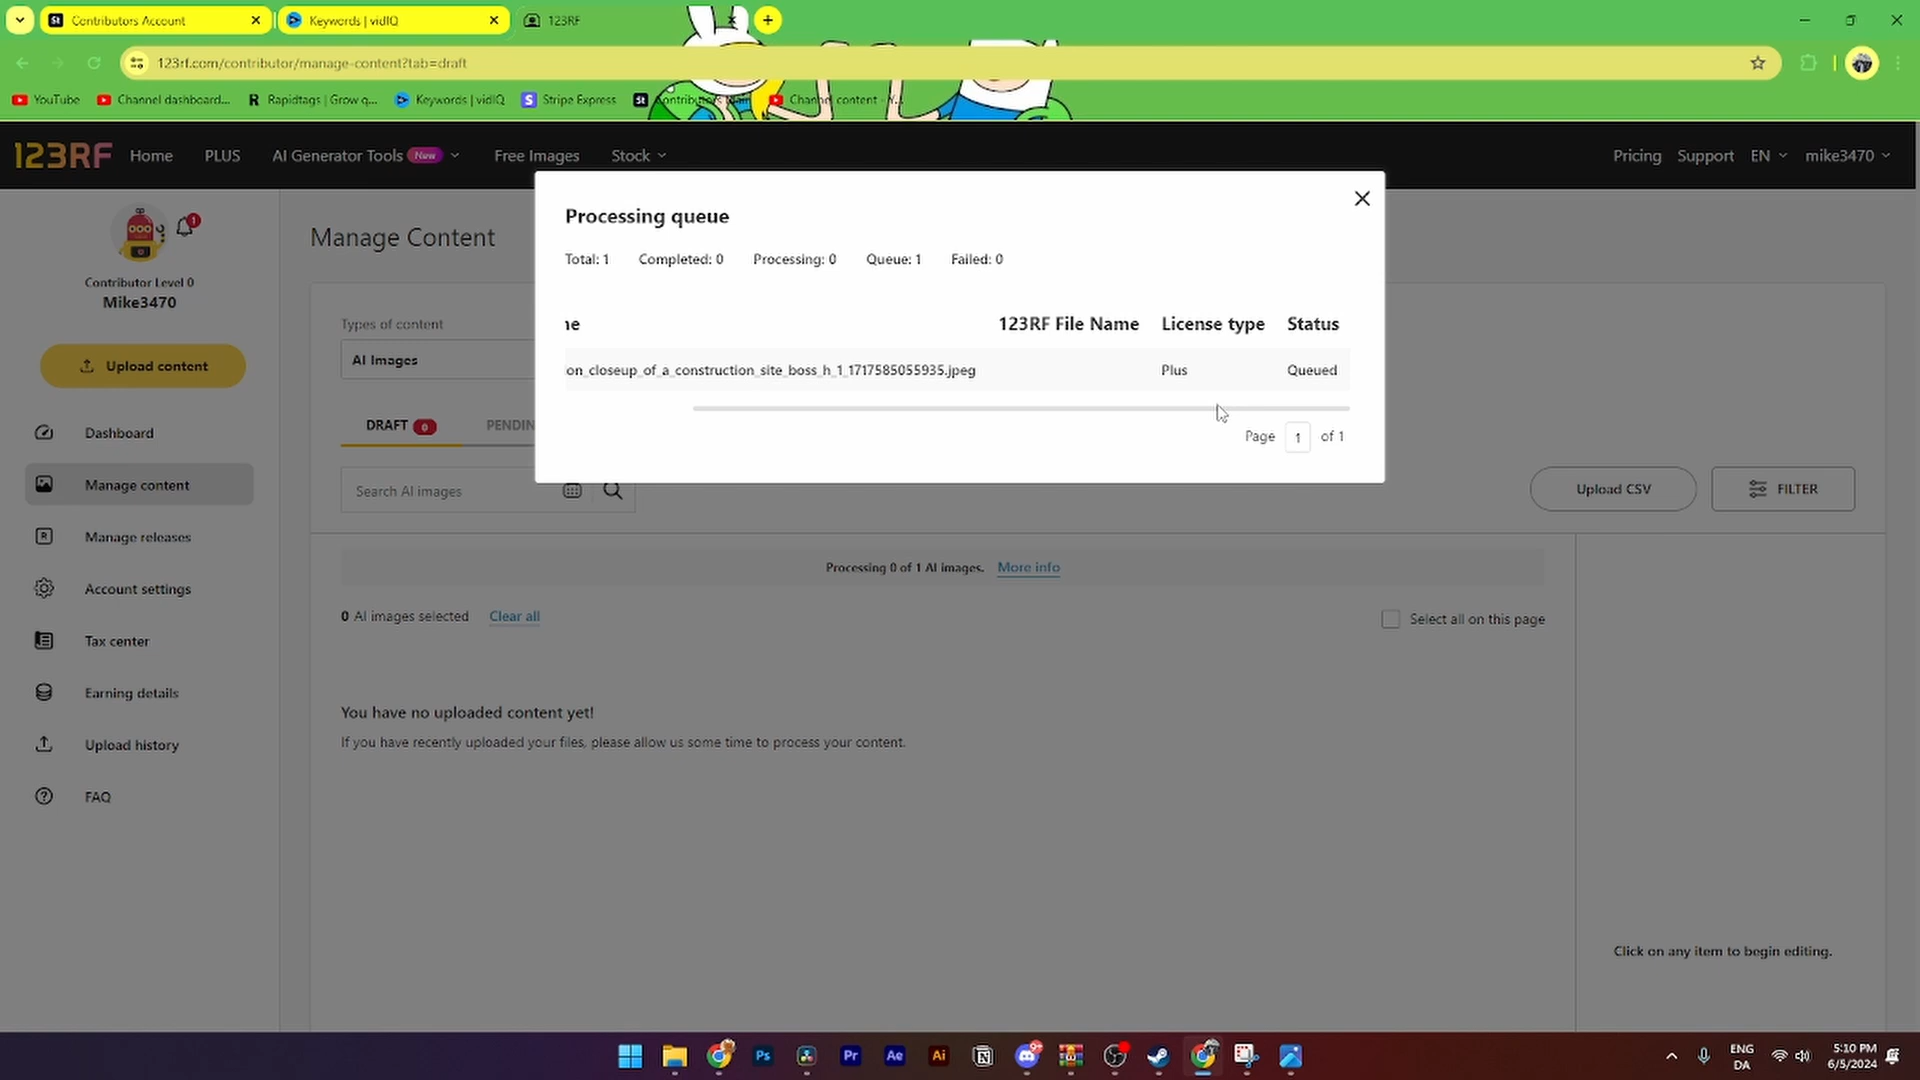 Contributors Account
Keywords | vidIQ
123RF
123rf.com/contributor/manage-content?tab=draft
YouTube
Channel dashboard...
Rapidtags | Grow q...
Keywords | vidIQ
Stripe Express
Contributors
Channel content - Y...
123RF
Home
PLUS
AI Generator Tools New
Free Images
Stock
Pricing
Support
EN
mike3470
1
Contributor Level 0
Mike3470
Upload content
Dashboard
Manage content
Manage releases
Account settings
Tax center
Earning details
Upload history
FAQ
Manage Content
Types of content
AI Images
DRAFT 0
PENDIN
Search AI images
Upload CSV
FILTER
Processing queue
Total: 1 Completed: 0 Processing: 0 Queue: 1 Failed: 0
ne 123RF File Name License type Status
on_closeup_of_a_construction_site_boss_h_1_1717585055935.jpeg Plus Queued
Page 1 of 1
Processing 0 of 1 AI images. More info
0 AI images selected Clear all
Select all on this page
You have no uploaded content yet!
If you have recently uploaded your files, please allow us some time to process your content.
Click on any item to begin editing.
Ps
Pr
Ae
Ai
ENG
DA
5:10 PM
6/5/2024